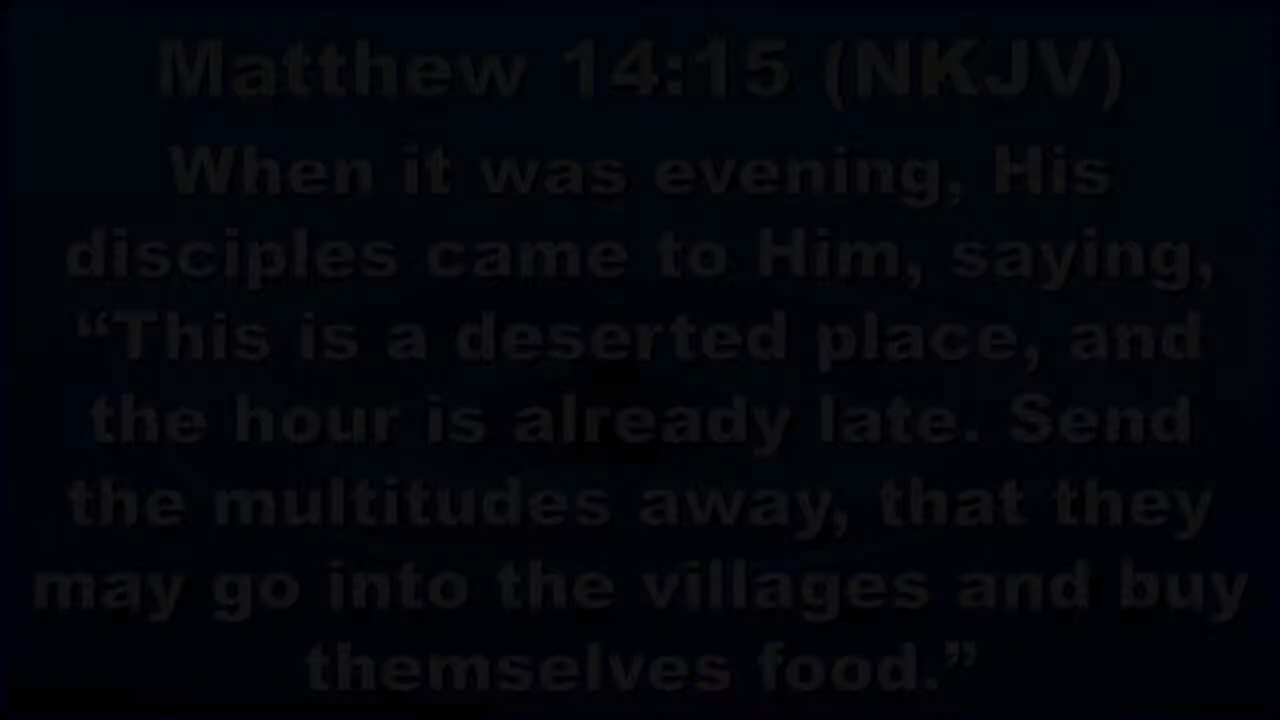 Matthew 14:15 (NKJV)
When it was evening, His
disciples came to Him, saying,
“This is a deserted place, and
the hour is already late. Send
the multitudes away, that they
may go into the villages and buy
themselves food.”